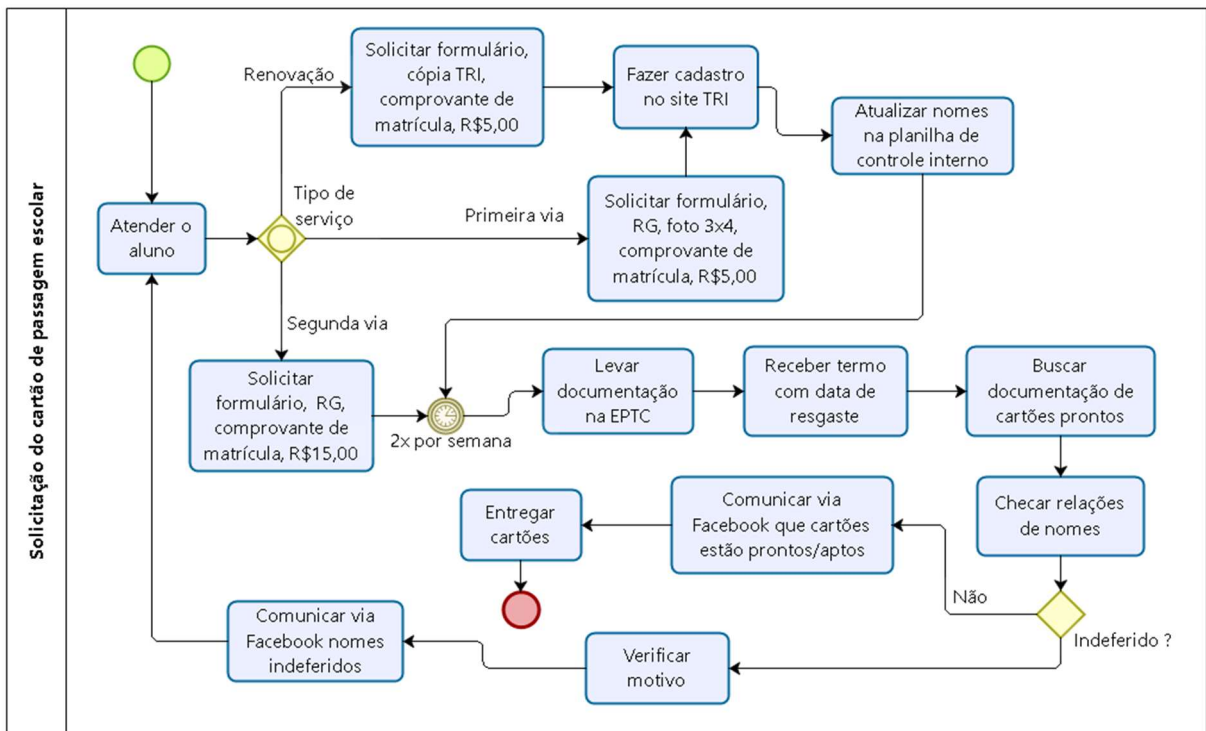 Solicitação do cartão de passagem escolar
Renovação
Solicitar formulário,
cópia TRI,
comprovante de
matrícula, R$5,00
Fazer cadastro
no site TRI
Atualizar nomes
na planilha de
controle interno
Atender o
aluno
Tipo de
serviço
Primeira via
Solicitar formulário,
RG, foto 3x4,
comprovante de
matrícula, R$5,00
Segunda via
Solicitar
formulário, RG,
comprovante de
matrícula, R$15,00
2x por semana
Levar
documentação
na EPTC
Receber termo
com data de
resgaste
Buscar
documentação de
cartões prontos
Checar relações
de nomes
Indeferido ?
Não
Comunicar via
Facebook que cartões
estão prontos/aptos
Entregar
cartões
Verificar
motivo
Comunicar via
Facebook nomes
indeferidos